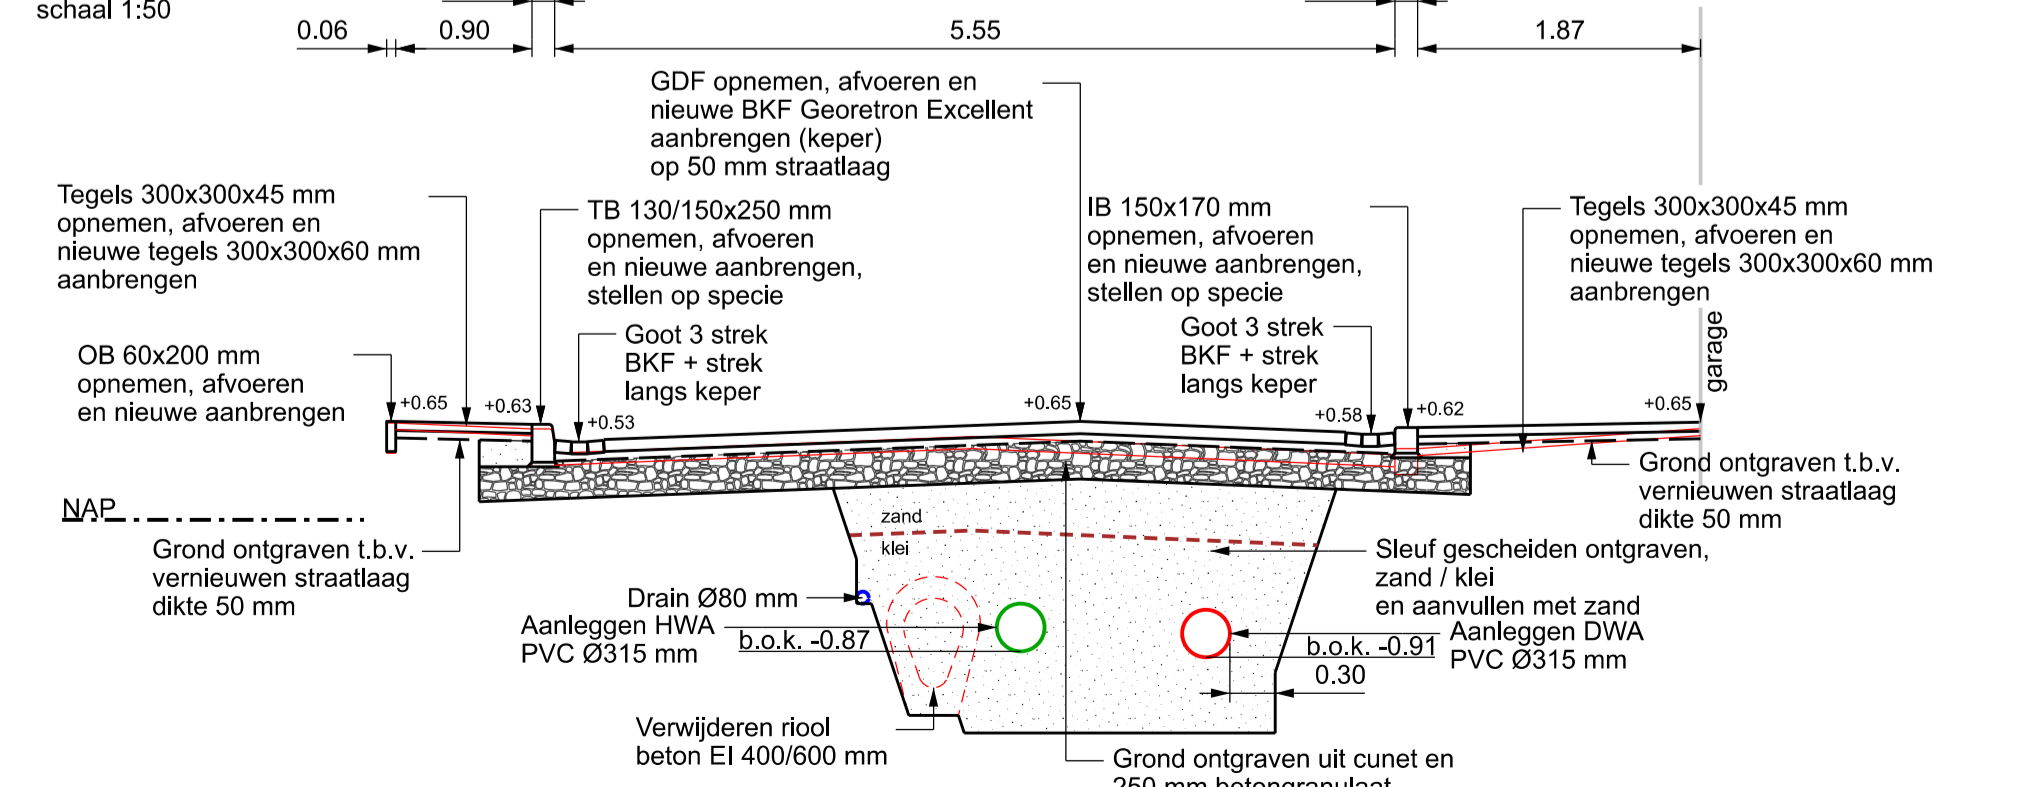 schaal 1:50
0.06
0.90
5.55
1.87
GDF opnemen, afvoeren en
nieuwe BKF Georetron Excellent
aanbrengen (keper)
op 50 mm straatlaag
Tegels 300x300x45 mm
opnemen, afvoeren en
nieuwe tegels 300x300x60 mm
aanbrengen
TB 130/150x250 mm
opnemen, afvoeren
en nieuwe aanbrengen,
stellen op specie
IB 150x170 mm
opnemen, afvoeren
en nieuwe aanbrengen,
stellen op specie
Tegels 300x300x45 mm
opnemen, afvoeren en
nieuwe tegels 300x300x60 mm
aanbrengen
garage
OB 60x200 mm
opnemen, afvoeren
en nieuwe aanbrengen
Goot 3 strek
BKF + strek
langs keper
Goot 3 strek
BKF + strek
langs keper
+0.65
+0.63
+0.53
+0.65
+0.58
+0.62
+0.65
NAP
Grond ontgraven t.b.v.
vernieuwen straatlaag
dikte 50 mm
zand
klei
Grond ontgraven t.b.v.
vernieuwen straatlaag
dikte 50 mm
Sleuf gescheiden ontgraven,
zand / klei
en aanvullen met zand
Drain Ø80 mm
Aanleggen HWA
PVC Ø315 mm
b.o.k. -0.87
Aanleggen DWA
PVC Ø315 mm
b.o.k. -0.91
0.30
Verwijderen riool
beton EI 400/600 mm
Grond ontgraven uit cunet en
250 mm betongranulaat